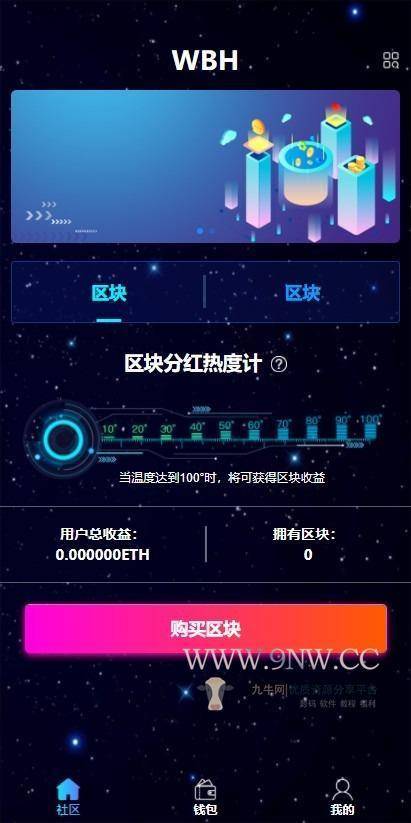 WBH
区块 区块
区块分红热度计 ?
10° 20° 30° 40° 50° 60° 70° 80° 90° 100°
当温度达到100°时，将可获得区块收益
用户总收益： 拥有区块：
0.000000ETH 0
购买区块
WWW.9NW.CC
九牛网|优质资源分享平台
源码 软件 教程 福利
社区 钱包 我的